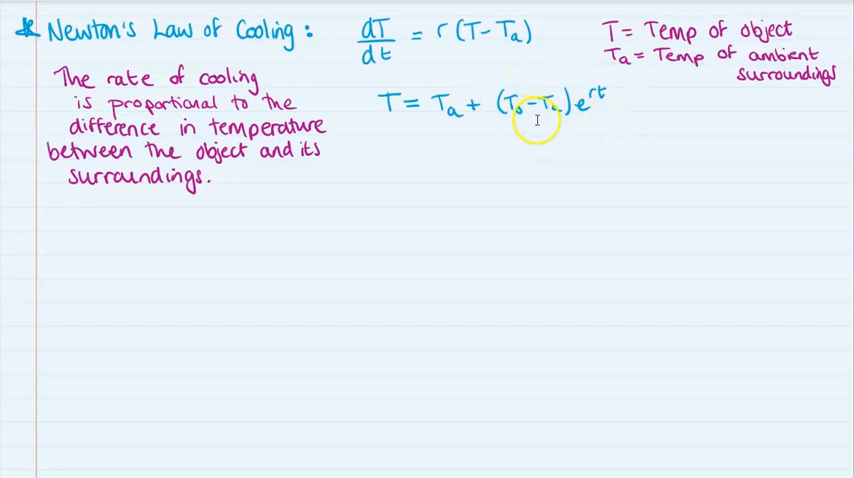 * Newton's Law of Cooling :
dT/dt = r (T - Ta)
T = Temp of object
Ta = Temp of ambient
surroundings
The rate of cooling
is proportional to the
difference in temperature
between the object and its
surroundings.
T = Ta + (T₀ - Ta) e^rt